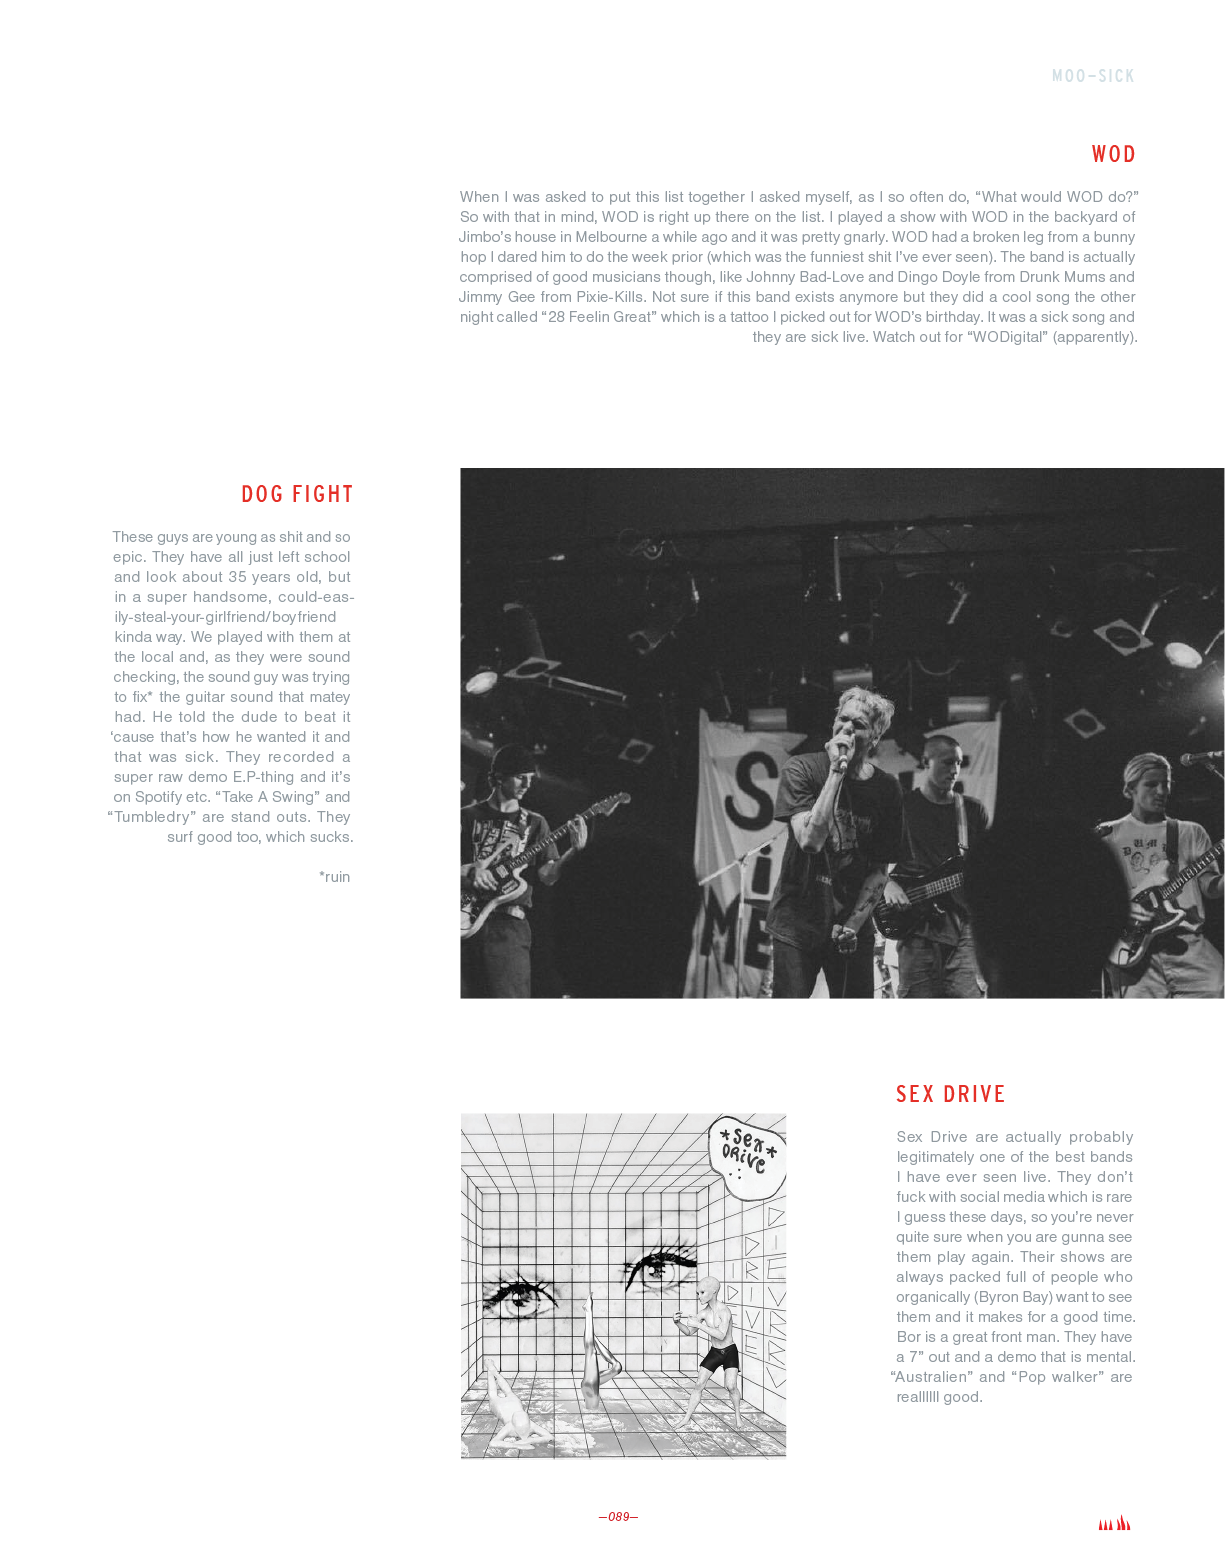 MOO–SICK
WOD
When I was asked to put this list together I asked myself, as I so often do, “What would WOD do?”
So with that in mind, WOD is right up there on the list. I played a show with WOD in the backyard of
Jimbo’s house in Melbourne a while ago and it was pretty gnarly. WOD had a broken leg from a bunny
hop I dared him to do the week prior (which was the funniest shit I’ve ever seen). The band is actually
comprised of good musicians though, like Johnny Bad-Love and Dingo Doyle from Drunk Mums and
Jimmy Gee from Pixie-Kills. Not sure if this band exists anymore but they did a cool song the other
night called “28 Feelin Great” which is a tattoo I picked out for WOD’s birthday. It was a sick song and
they are sick live. Watch out for “WODigital” (apparently).
DOG FIGHT
These guys are young as shit and so
epic. They have all just left school
and look about 35 years old, but
in a super handsome, could-eas-
ily-steal-your-girlfriend/boyfriend
kinda way. We played with them at
the local and, as they were sound
checking, the sound guy was trying
to fix* the guitar sound that matey
had. He told the dude to beat it
‘cause that’s how he wanted it and
that was sick. They recorded a
super raw demo E.P-thing and it’s
on Spotify etc. “Take A Swing” and
“Tumbledry” are stand outs. They
surf good too, which sucks.
*ruin
S
ME
DUM
*Sex*
DRiVE
SEX DRIVE
Sex Drive are actually probably
legitimately one of the best bands
I have ever seen live. They don’t
fuck with social media which is rare
I guess these days, so you’re never
quite sure when you are gunna see
them play again. Their shows are
always packed full of people who
organically (Byron Bay) want to see
them and it makes for a good time.
Bor is a great front man. They have
a 7” out and a demo that is mental.
“Australien” and “Pop walker” are
reallllll good.
—089—